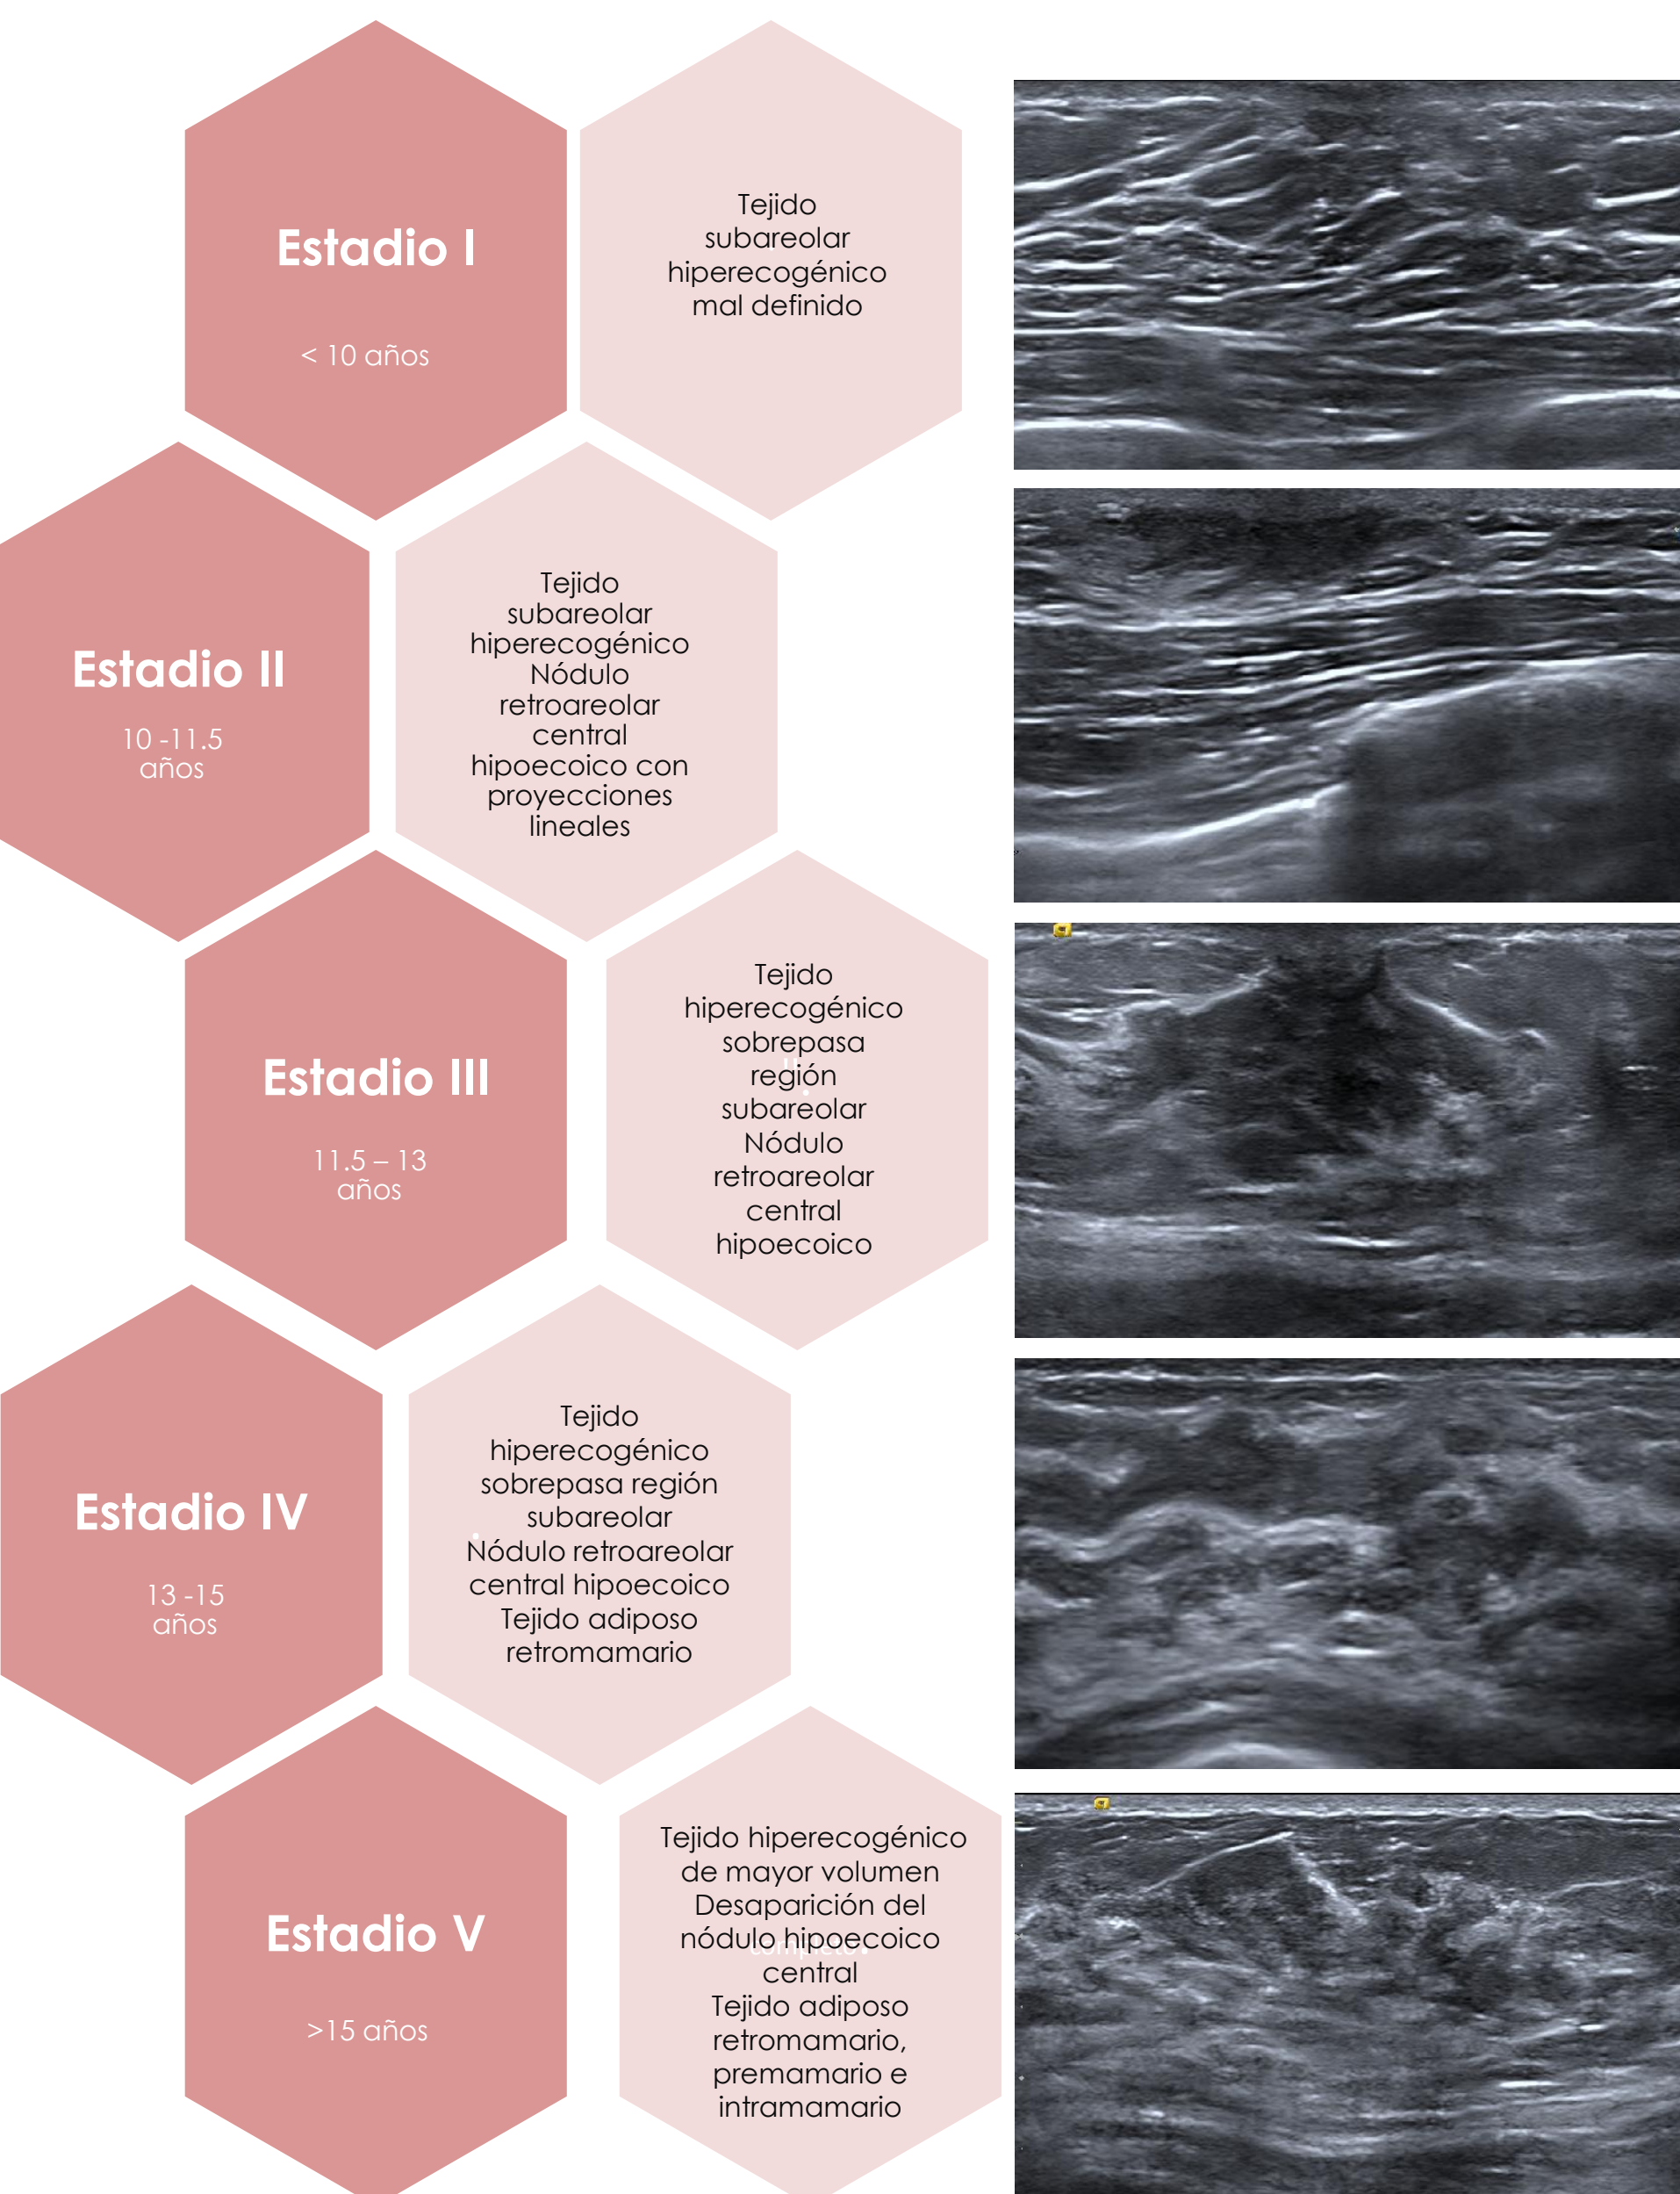 Estadio I
< 10 años
Tejido
subareolar
hiperecogénico
mal definido
Estadio II
10 -11.5
años
Tejido
subareolar
hiperecogénico
Nódulo
retroareolar
central
hipoecoico con
proyecciones
lineales
Estadio III
11.5 – 13
años
Tejido
hiperecogénico
sobrepasa
región
subareolar
Nódulo
retroareolar
central
hipoecoico
Estadio IV
13 -15
años
Tejido
hiperecogénico
sobrepasa región
subareolar
Nódulo retroareolar
central hipoecoico
Tejido adiposo
retromamario
Estadio V
>15 años
Tejido hiperecogénico
de mayor volumen
Desaparición del
nódulo hipoecoico
completo.
central
Tejido adiposo
retromamario,
premamario e
intramamario